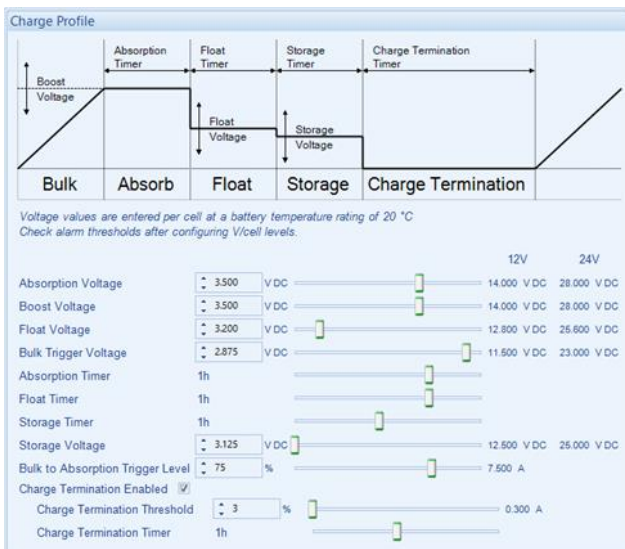 Charge Profile
Absorption Timer
Float Timer
Storage Timer
Charge Termination Timer
Boost Voltage
Float Voltage
Storage Voltage
Bulk Absorb Float Storage Charge Termination
Voltage values are entered per cell at a battery temperature rating of 20 °C
Check alarm thresholds after configuring V/cell levels.
12V 24V
Absorption Voltage 3.500 V DC 14.000 V DC 28.000 V DC
Boost Voltage 3.500 V DC 14.000 V DC 28.000 V DC
Float Voltage 3.200 V DC 12.800 V DC 25.600 V DC
Bulk Trigger Voltage 2.875 V DC 11.500 V DC 23.000 V DC
Absorption Timer 1h
Float Timer 1h
Storage Timer 1h
Storage Voltage 3.125 V DC 12.500 V DC 25.000 V DC
Bulk to Absorption Trigger Level 75 % 7.500 A
Charge Termination Enabled
Charge Termination Threshold 3 % 0.300 A
Charge Termination Timer 1h